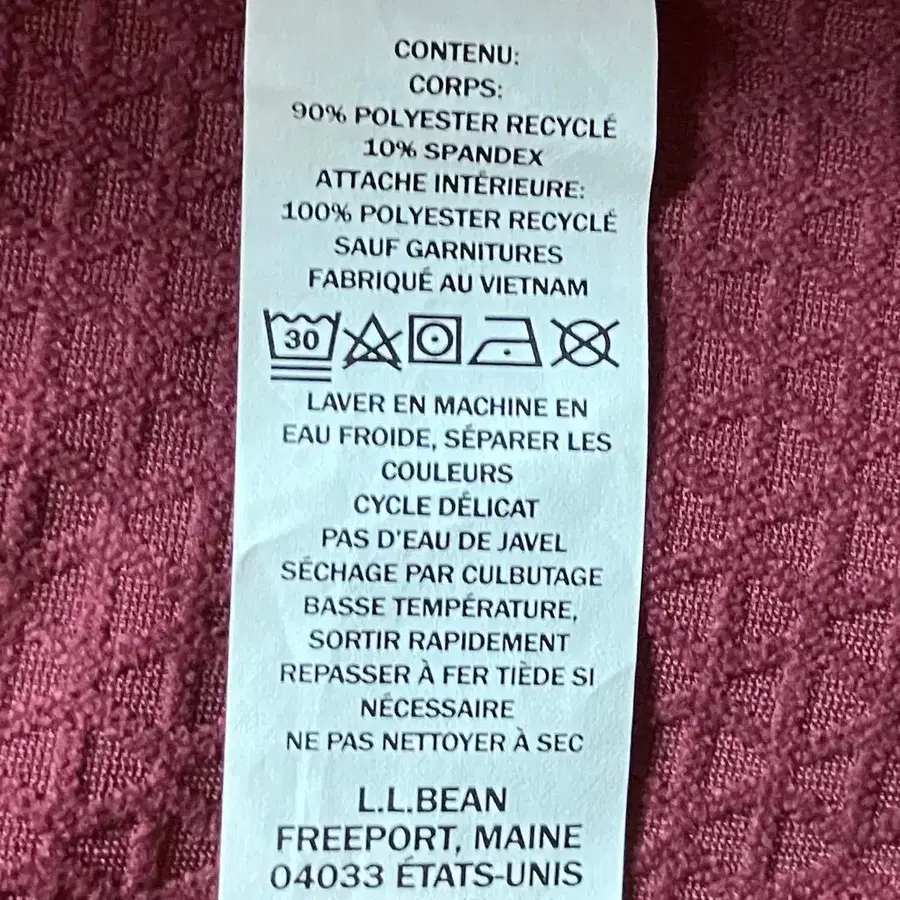 CONTENU:
CORPS:
90% POLYESTER RECYCLÉ
10% SPANDEX
ATTACHE INTÉRIEURE:
100% POLYESTER RECYCLÉ
SAUF GARNITURES
FABRIQUÉ AU VIETNAM
30
LAVER EN MACHINE EN
EAU FROIDE, SÉPARER LES
COULEURS
CYCLE DÉLICAT
PAS D'EAU DE JAVEL
SÉCHAGE PAR CULBUTAGE
BASSE TEMPÉRATURE,
SORTIR RAPIDEMENT
REPASSER À FER TIÈDE SI
NÉCESSAIRE
NE PAS NETTOYER À SEC
L.L.BEAN
FREEPORT, MAINE
04033 ÉTATS-UNIS